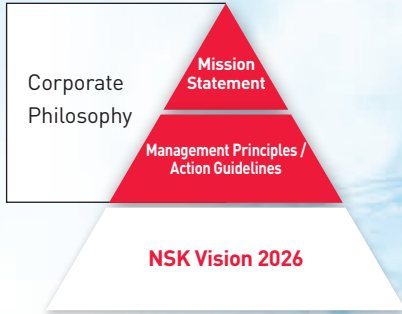 Mission
Statement
Corporate
Philosophy
Management Principles /
Action Guidelines
NSK Vision 2026